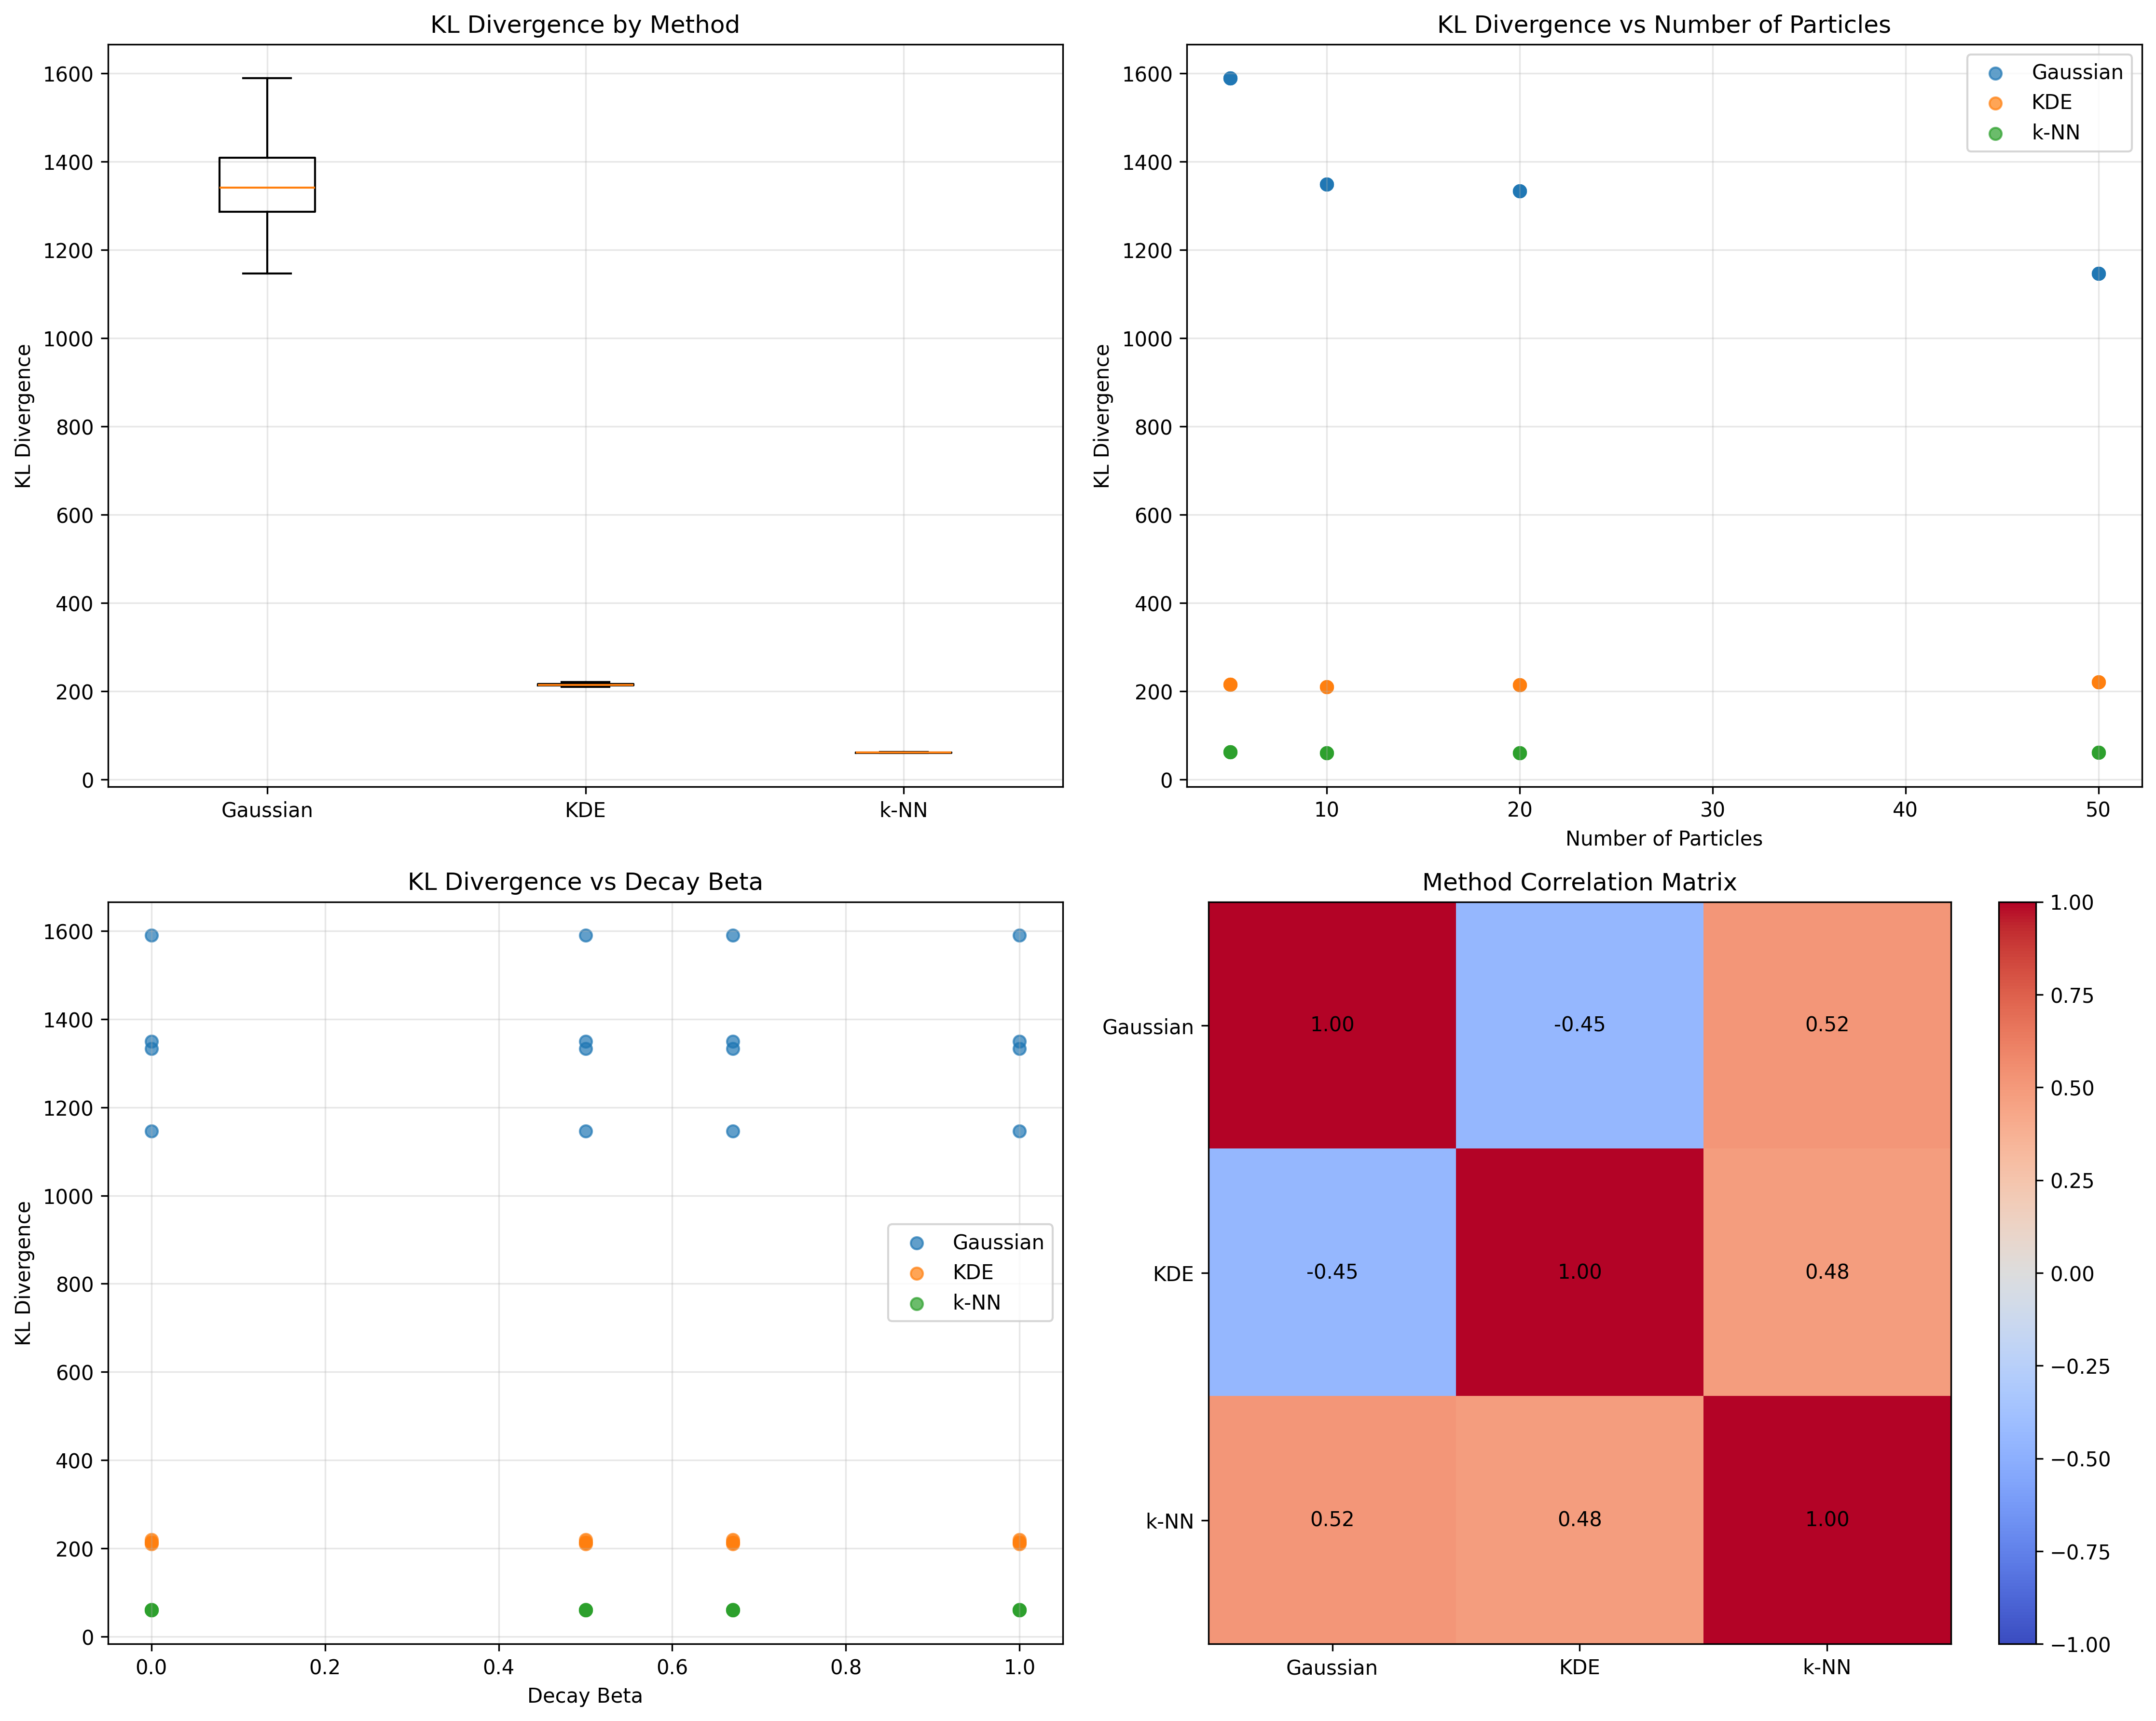 KL Divergence by Method
KL Divergence
1600
1400
1200
1000
800
600
400
200
0
Gaussian
KDE
k-NN
KL Divergence vs Number of Particles
KL Divergence
1600
1400
1200
1000
800
600
400
200
0
10
20
30
40
50
Number of Particles
Gaussian
KDE
k-NN
KL Divergence vs Decay Beta
KL Divergence
1600
1400
1200
1000
800
600
400
200
0
0.0
0.2
0.4
0.6
0.8
1.0
Decay Beta
Gaussian
KDE
k-NN
Method Correlation Matrix
Gaussian
1.00 -0.45 0.52
KDE
-0.45 1.00 0.48
k-NN
0.52 0.48 1.00
Gaussian
KDE
k-NN
1.00
0.75
0.50
0.25
0.00
−0.25
−0.50
−0.75
−1.00